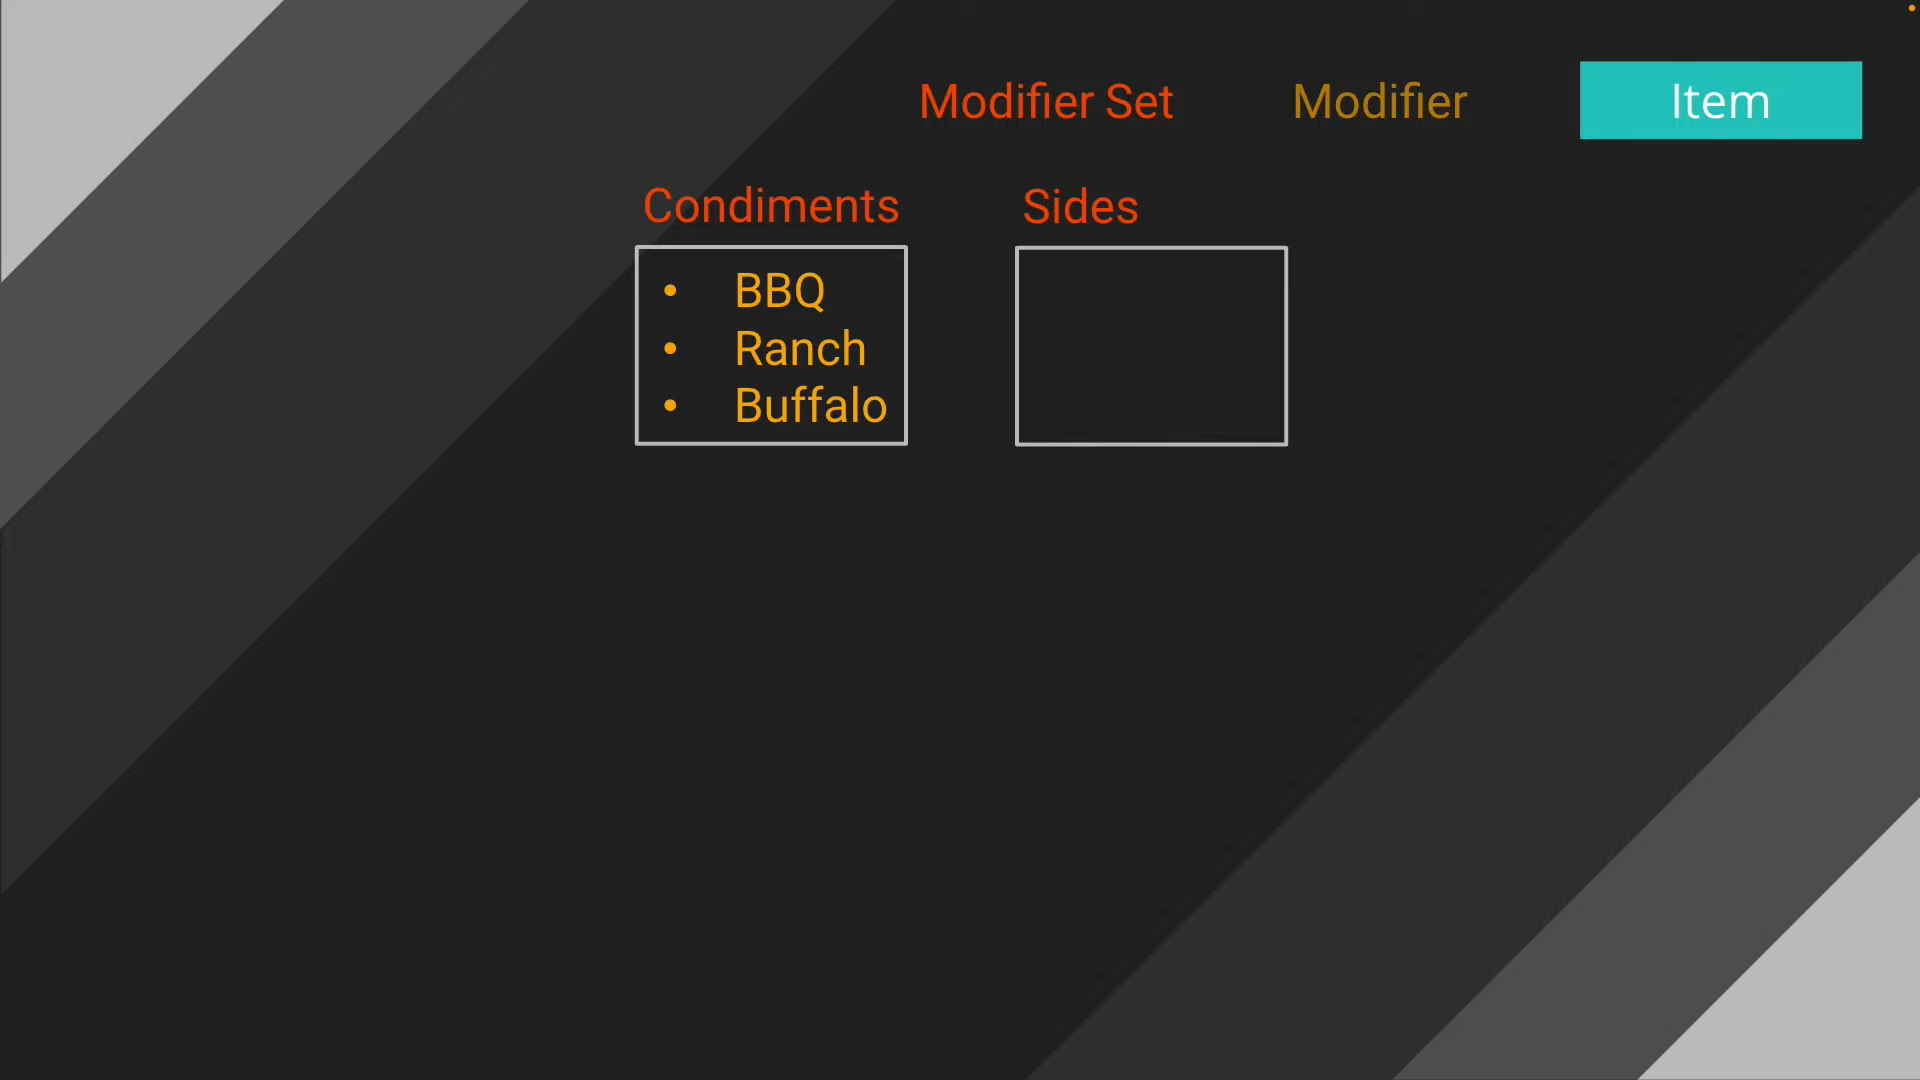 Modifier Set
Modifier
Item
Condiments
Sides
• BBQ
• Ranch
• Buffalo